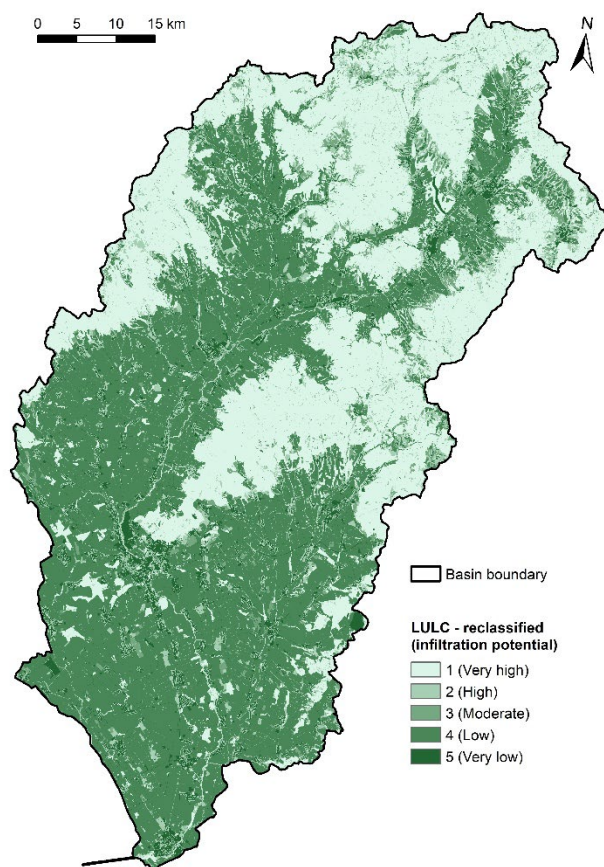 0 5 10 15 km
N
Basin boundary
LULC - reclassified
(infiltration potential)
1 (Very high)
2 (High)
3 (Moderate)
4 (Low)
5 (Very low)